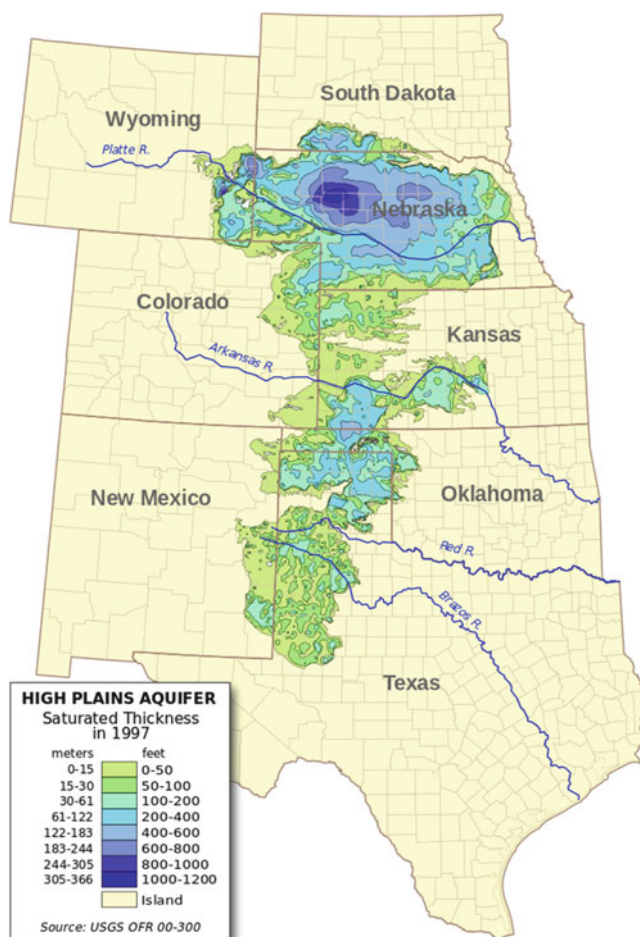 South Dakota
Wyoming
Platte R.
Nebraska
Colorado
Kansas
Arkansas R.
New Mexico
Oklahoma
Red R.
Brazos R.
Texas
HIGH PLAINS AQUIFER
Saturated Thickness
in 1997
meters feet
0-15 0-50
15-30 50-100
30-61 100-200
61-122 200-400
122-183 400-600
183-244 600-800
244-305 800-1000
305-366 1000-1200
Island
Source: USGS OFR 00-300